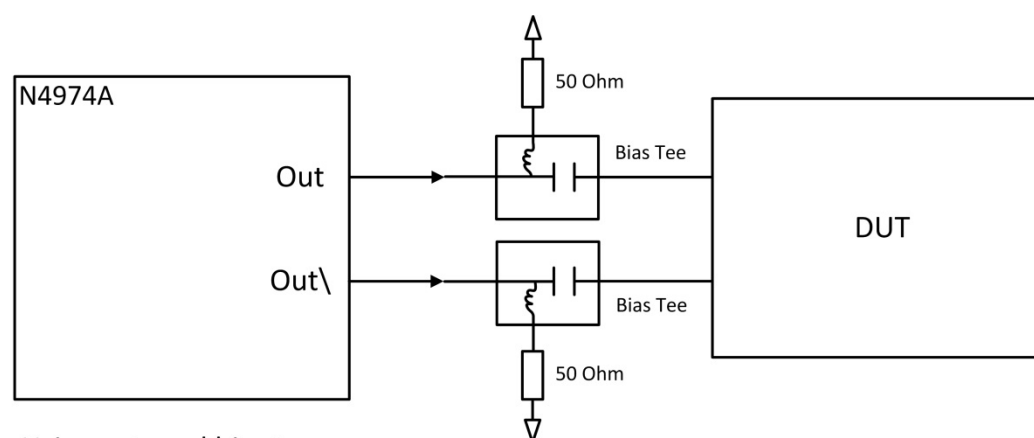 N4974A
50 Ohm
Bias Tee
Out
DUT
Out\
Bias Tee
50 Ohm